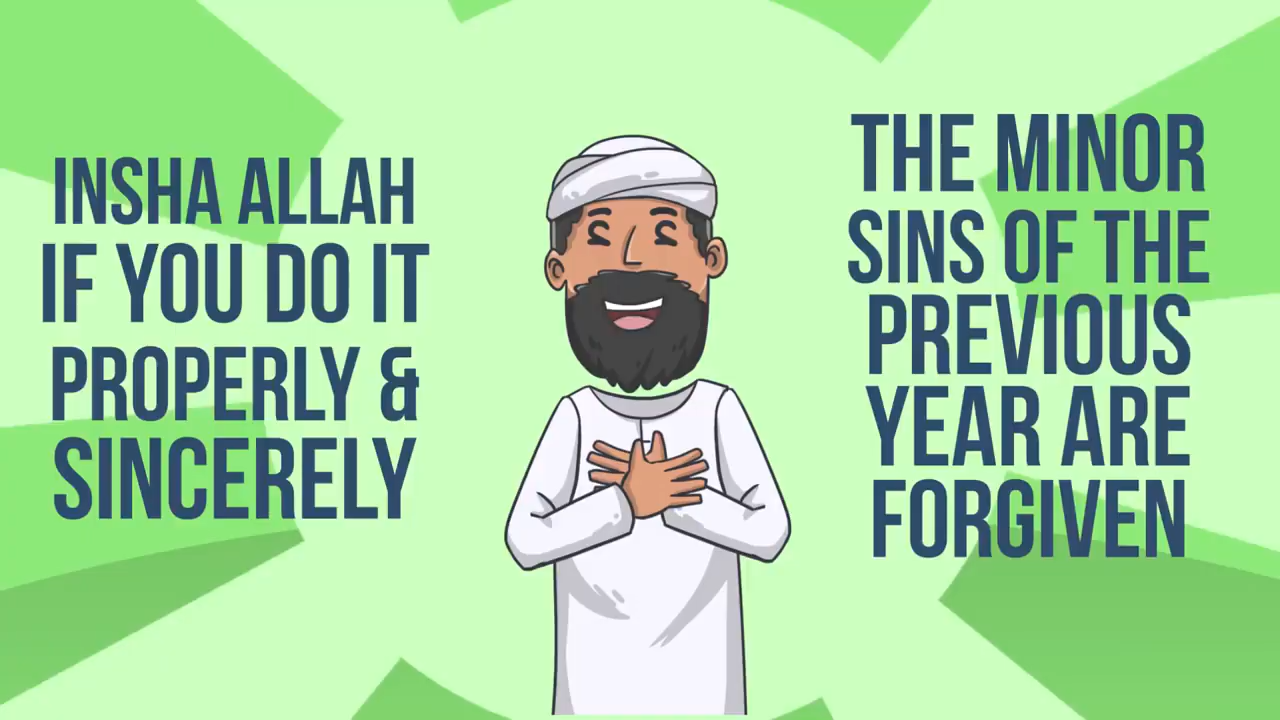 INSHA ALLAH
IF YOU DO IT
PROPERLY &
SINCERELY
THE MINOR
SINS OF THE
PREVIOUS
YEAR ARE
FORGIVEN